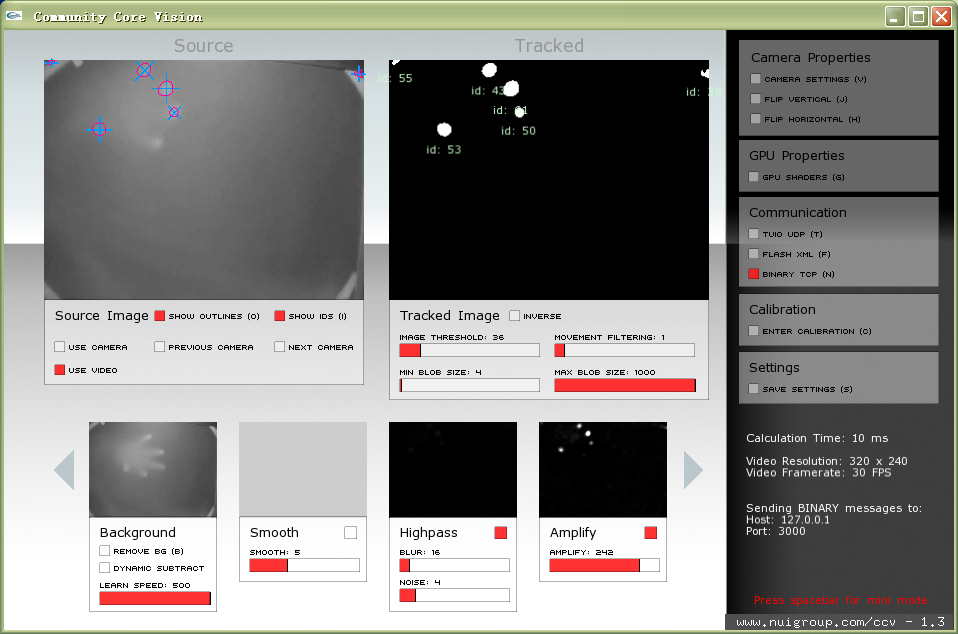 Community Core Vision
Source
Tracked
id: 55
id: 43
id: 50
id: 53
id:
Source Image
SHOW OUTLINES (O)
SHOW IDS (I)
USE CAMERA
PREVIOUS CAMERA
NEXT CAMERA
USE VIDEO
Tracked Image
INVERSE
IMAGE THRESHOLD: 36
MOVEMENT FILTERING: 1
MIN BLOB SIZE: 4
MAX BLOB SIZE: 1000
Background
REMOVE BG (B)
DYNAMIC SUBTRACT
LEARN SPEED: 500
Smooth
SMOOTH: 5
Highpass
BLUR: 16
NOISE: 4
Amplify
AMPLIFY: 242
Camera Properties
CAMERA SETTINGS (V)
FLIP VERTICAL (J)
FLIP HORIZONTAL (H)
GPU Properties
GPU SHADERS (G)
Communication
TUIO UDP (T)
FLASH XML (F)
BINARY TCP (N)
Calibration
ENTER CALIBRATION (C)
Settings
SAVE SETTINGS (S)
Calculation Time: 10 ms
Video Resolution: 320 x 240
Video Framerate: 30 FPS
Sending BINARY messages to:
Host: 127.0.0.1
Port: 3000
Press spacebar for mini mode
www.nuigroup.com/ccv - 1.3